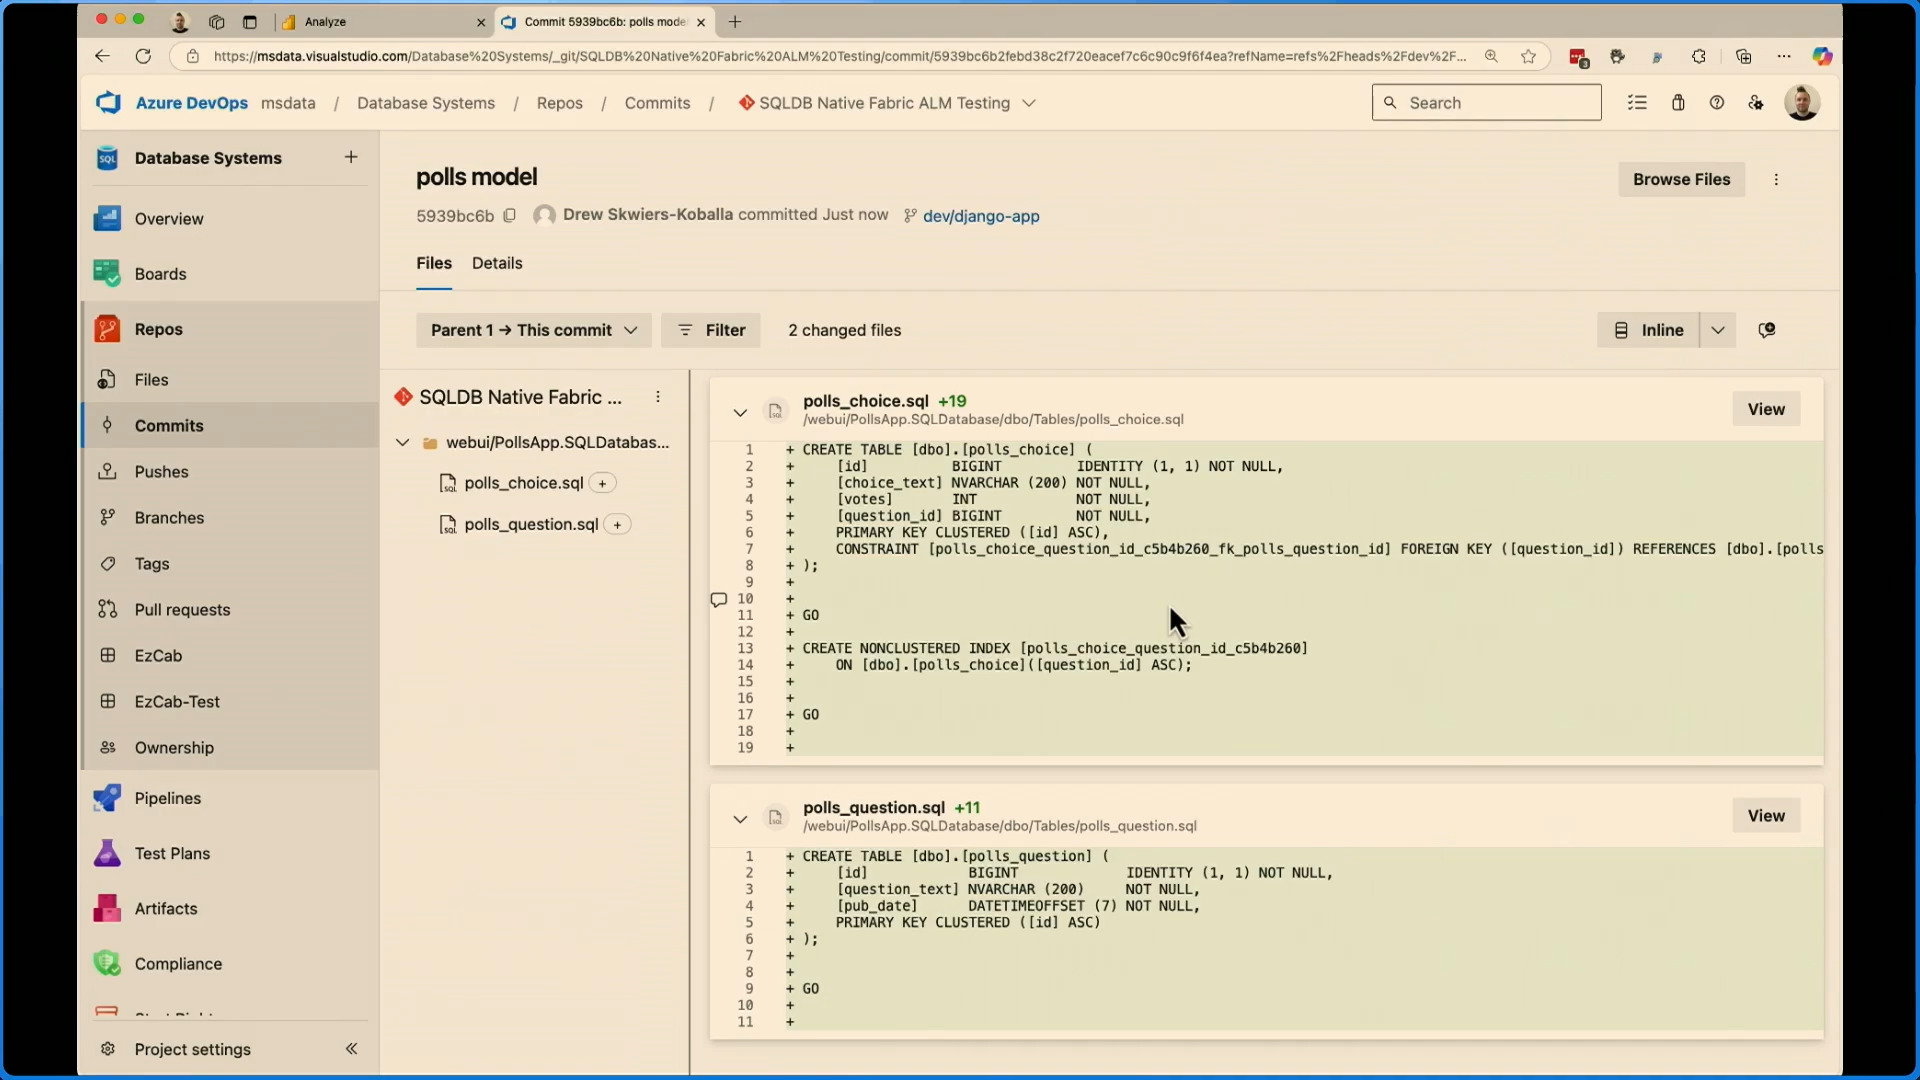 Analyze
Commit 5939bc6b: polls mode
https://msdata.visualstudio.com/Database%20Systems/_git/SQLDB%20Native%20Fabric%20ALM%20Testing/commit/5939bc6b2febd38c2f720eacef7c6c90c9f6f4ea?refName=refs%2Fheads%2Fdev%2F...
3
Azure DevOps msdata / Database Systems / Repos / Commits / SQLDB Native Fabric ALM Testing
Search
SQL Database Systems
Overview
Boards
Repos
Files
Commits
Pushes
Branches
Tags
Pull requests
EzCab
EzCab-Test
Ownership
Pipelines
Test Plans
Artifacts
Compliance
Project settings
polls model
Browse Files
5939bc6b Drew Skwiers-Koballa committed Just now dev/django-app
Files Details
Parent 1 → This commit Filter 2 changed files
Inline
SQLDB Native Fabric ...
webui/PollsApp.SQLDatabas...
polls_choice.sql +
polls_question.sql +
polls_choice.sql +19
/webui/PollsApp.SQLDatabase/dbo/Tables/polls_choice.sql
View
1 + CREATE TABLE [dbo].[polls_choice] (
2 + [id] BIGINT IDENTITY (1, 1) NOT NULL,
3 + [choice_text] NVARCHAR (200) NOT NULL,
4 + [votes] INT NOT NULL,
5 + [question_id] BIGINT NOT NULL,
6 + PRIMARY KEY CLUSTERED ([id] ASC),
7 + CONSTRAINT [polls_choice_question_id_c5b4b260_fk_polls_question_id] FOREIGN KEY ([question_id]) REFERENCES [dbo].[polls
8 + );
9 +
10 +
11 + GO
12 +
13 + CREATE NONCLUSTERED INDEX [polls_choice_question_id_c5b4b260]
14 + ON [dbo].[polls_choice]([question_id] ASC);
15 +
16 +
17 + GO
18 +
19 +
polls_question.sql +11
/webui/PollsApp.SQLDatabase/dbo/Tables/polls_question.sql
View
1 + CREATE TABLE [dbo].[polls_question] (
2 + [id] BIGINT IDENTITY (1, 1) NOT NULL,
3 + [question_text] NVARCHAR (200) NOT NULL,
4 + [pub_date] DATETIMEOFFSET (7) NOT NULL,
5 + PRIMARY KEY CLUSTERED ([id] ASC)
6 + );
7 +
8 +
9 + GO
10 +
11 +